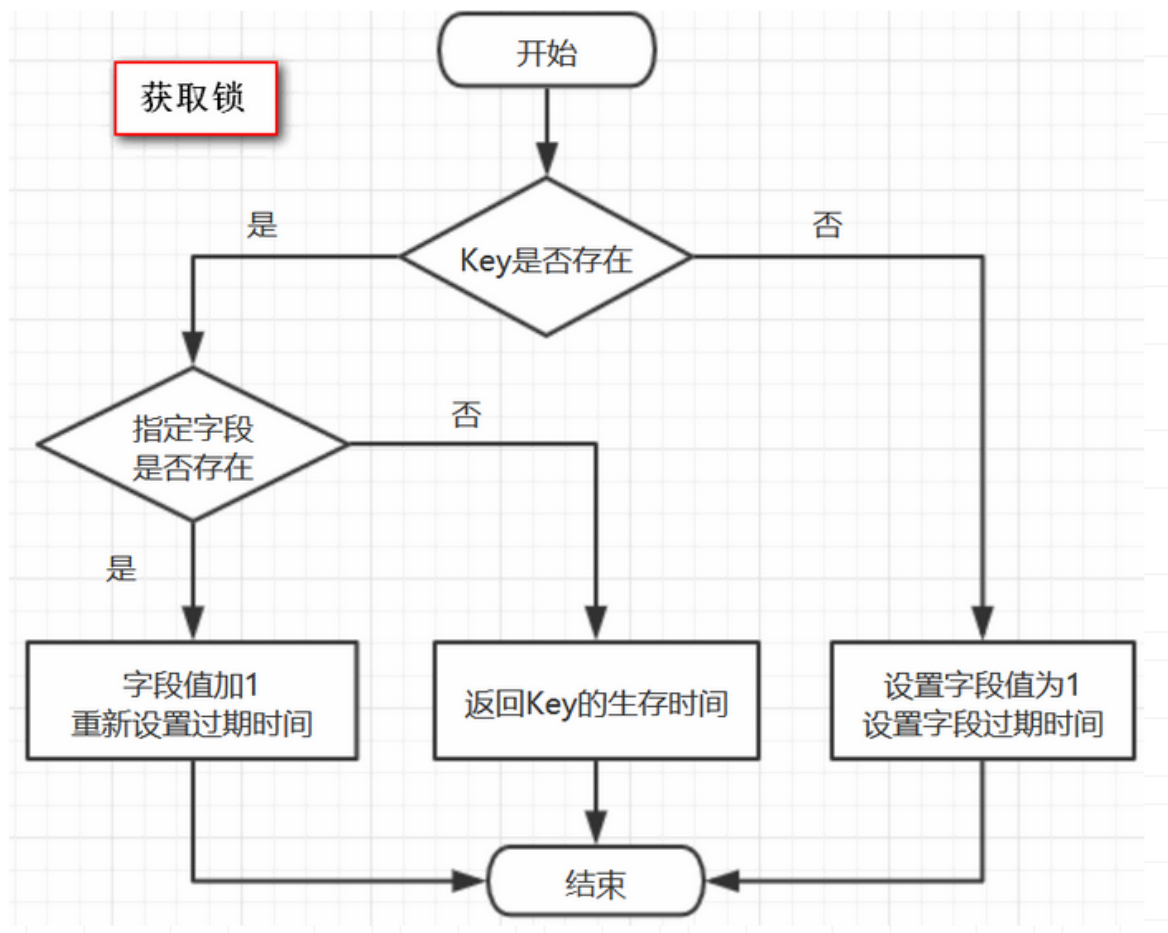 开始
获取锁
是
否
Key是否存在
指定字段
是否存在
否
是
字段值加1
重新设置过期时间
返回Key的生存时间
设置字段值为1
设置字段过期时间
结束